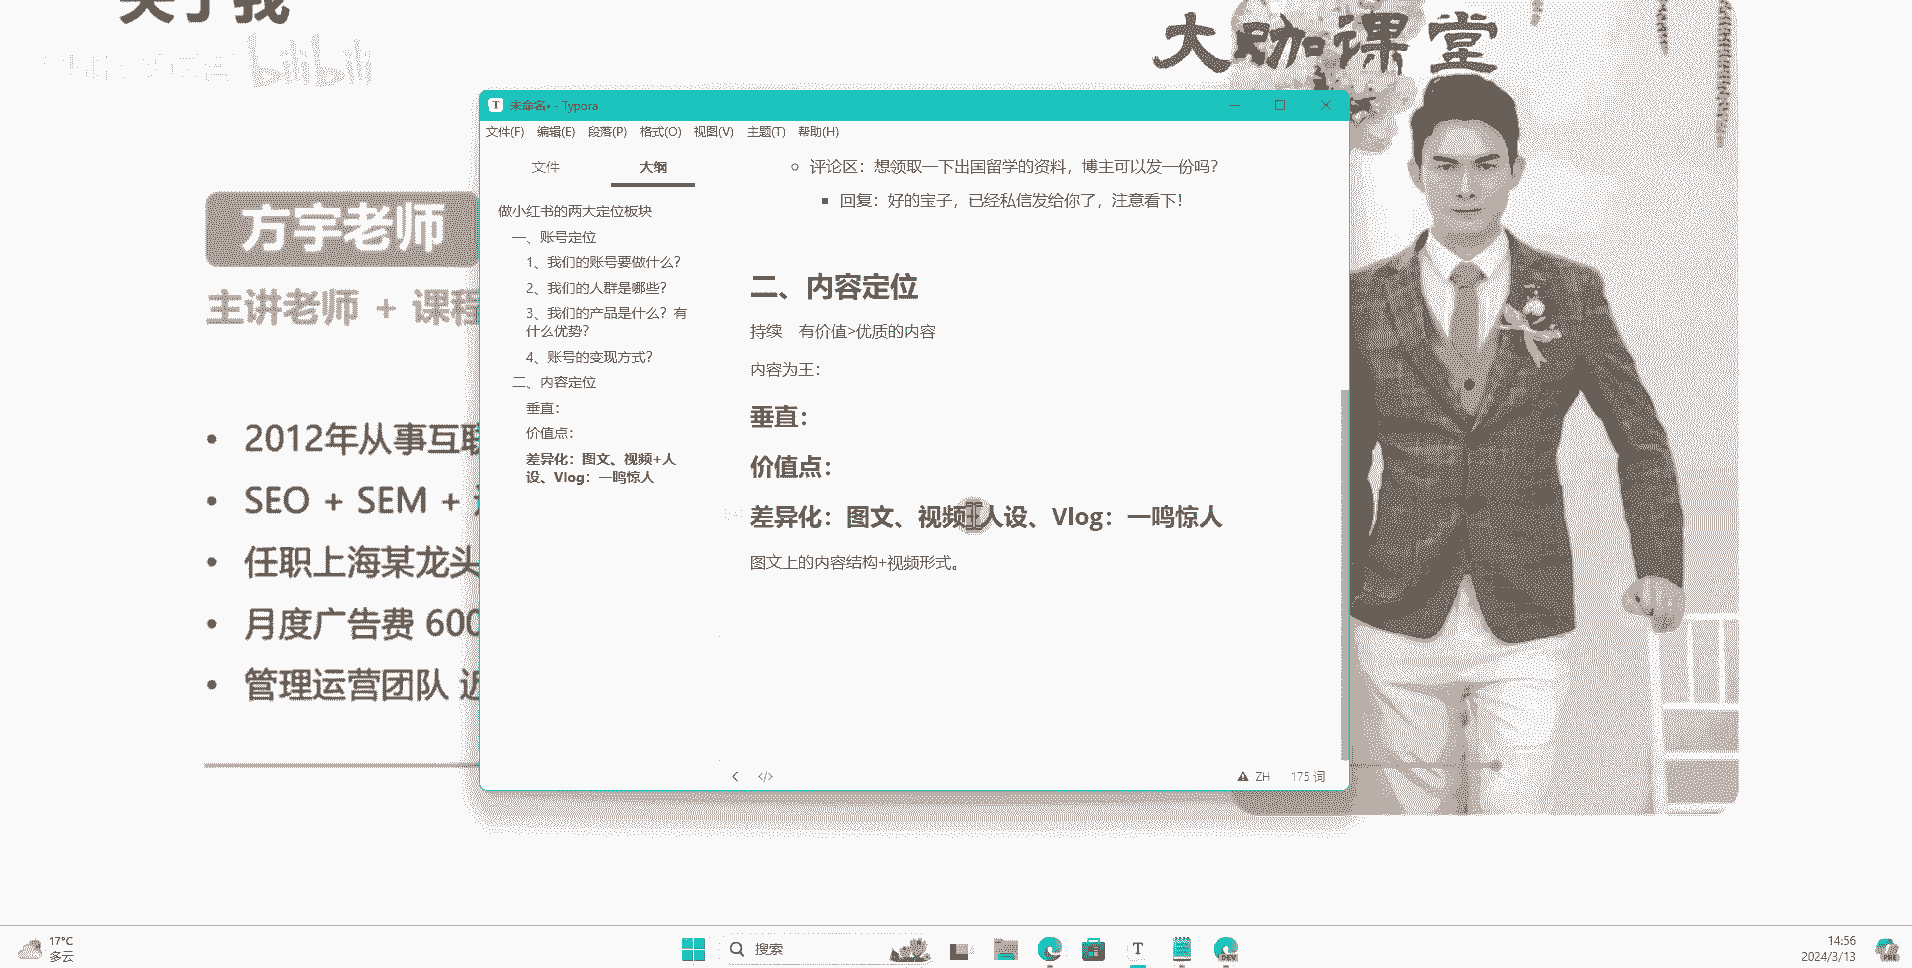 关于我
bilibili
大咖课堂
方宇老师
主讲老师 + 课程
2012年从事互联
SEO + SEM +
任职上海某龙头
月度广告费 600
管理运营团队 近
未命名• - Typora
文件(F) 编辑(E) 段落(P) 格式(O) 视图(V) 主题(T) 帮助(H)
文件 大纲
做小红书的两大定位板块
一、账号定位
1、我们的账号要做什么？
2、我们的人群是哪些？
3、我们的产品是什么？有
什么优势？
4、账号的变现方式？
二、内容定位
垂直：
价值点：
差异化：图文、视频+人
设、Vlog：一鸣惊人
评论区：想领取一下出国留学的资料，博主可以发一份吗？
回复：好的宝子，已经私信发给你了，注意看下！
二、内容定位
持续 有价值>优质的内容
内容为王：
垂直：
价值点：
差异化：图文、视频+人设、Vlog：一鸣惊人
图文上的内容结构+视频形式。
ZH 175 词
17°C
多云
搜索
DEV
14:56
2024/3/13
PRE